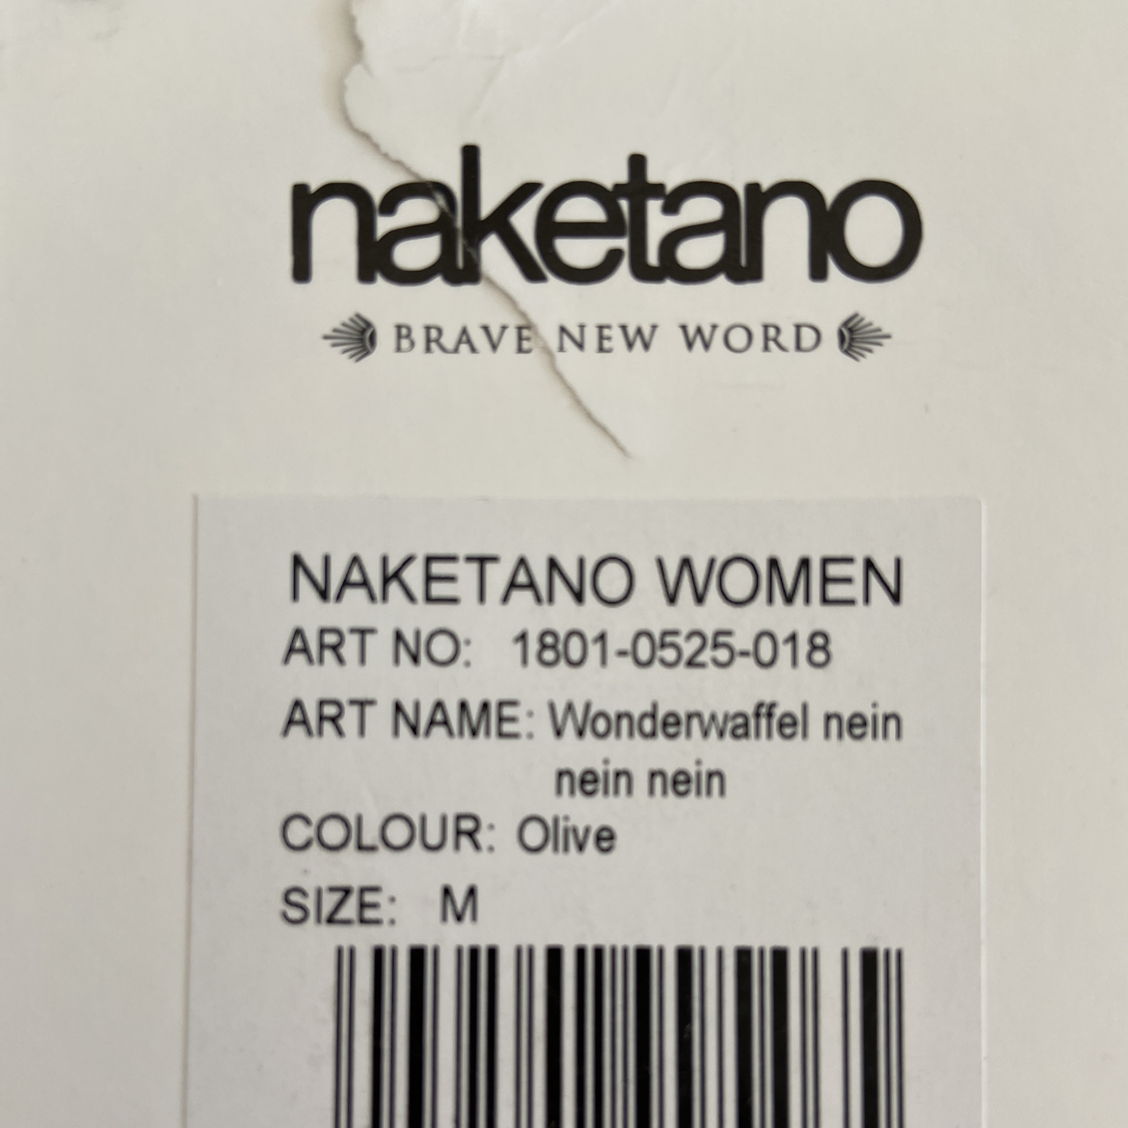 naketano
BRAVE NEW WORD
NAKETANO WOMEN
ART NO: 1801-0525-018
ART NAME: Wonderwaffel nein
nein nein
COLOUR: Olive
SIZE: M